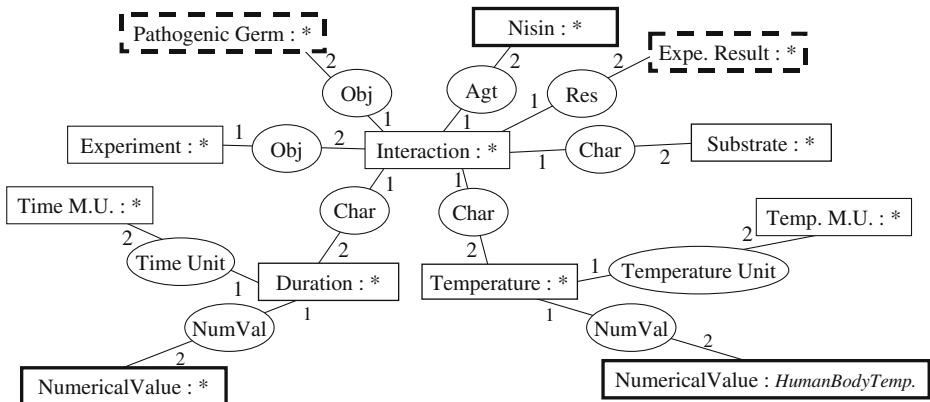 Nisin : *
Pathogenic Germ : *
Expe. Result : *
2
2
2
Obj
Agt
Res
1
1
1
Experiment : *
1
Obj
2
Interaction : *
1
Char
2
Substrate : *
1
1
Time M.U. : *
Char
Char
Temp. M.U. : *
2
2
2
2
Time Unit
1
Duration : *
Temperature : *
1
Temperature Unit
1
1
NumVal
NumVal
2
2
NumericalValue : *
NumericalValue : HumanBodyTemp.